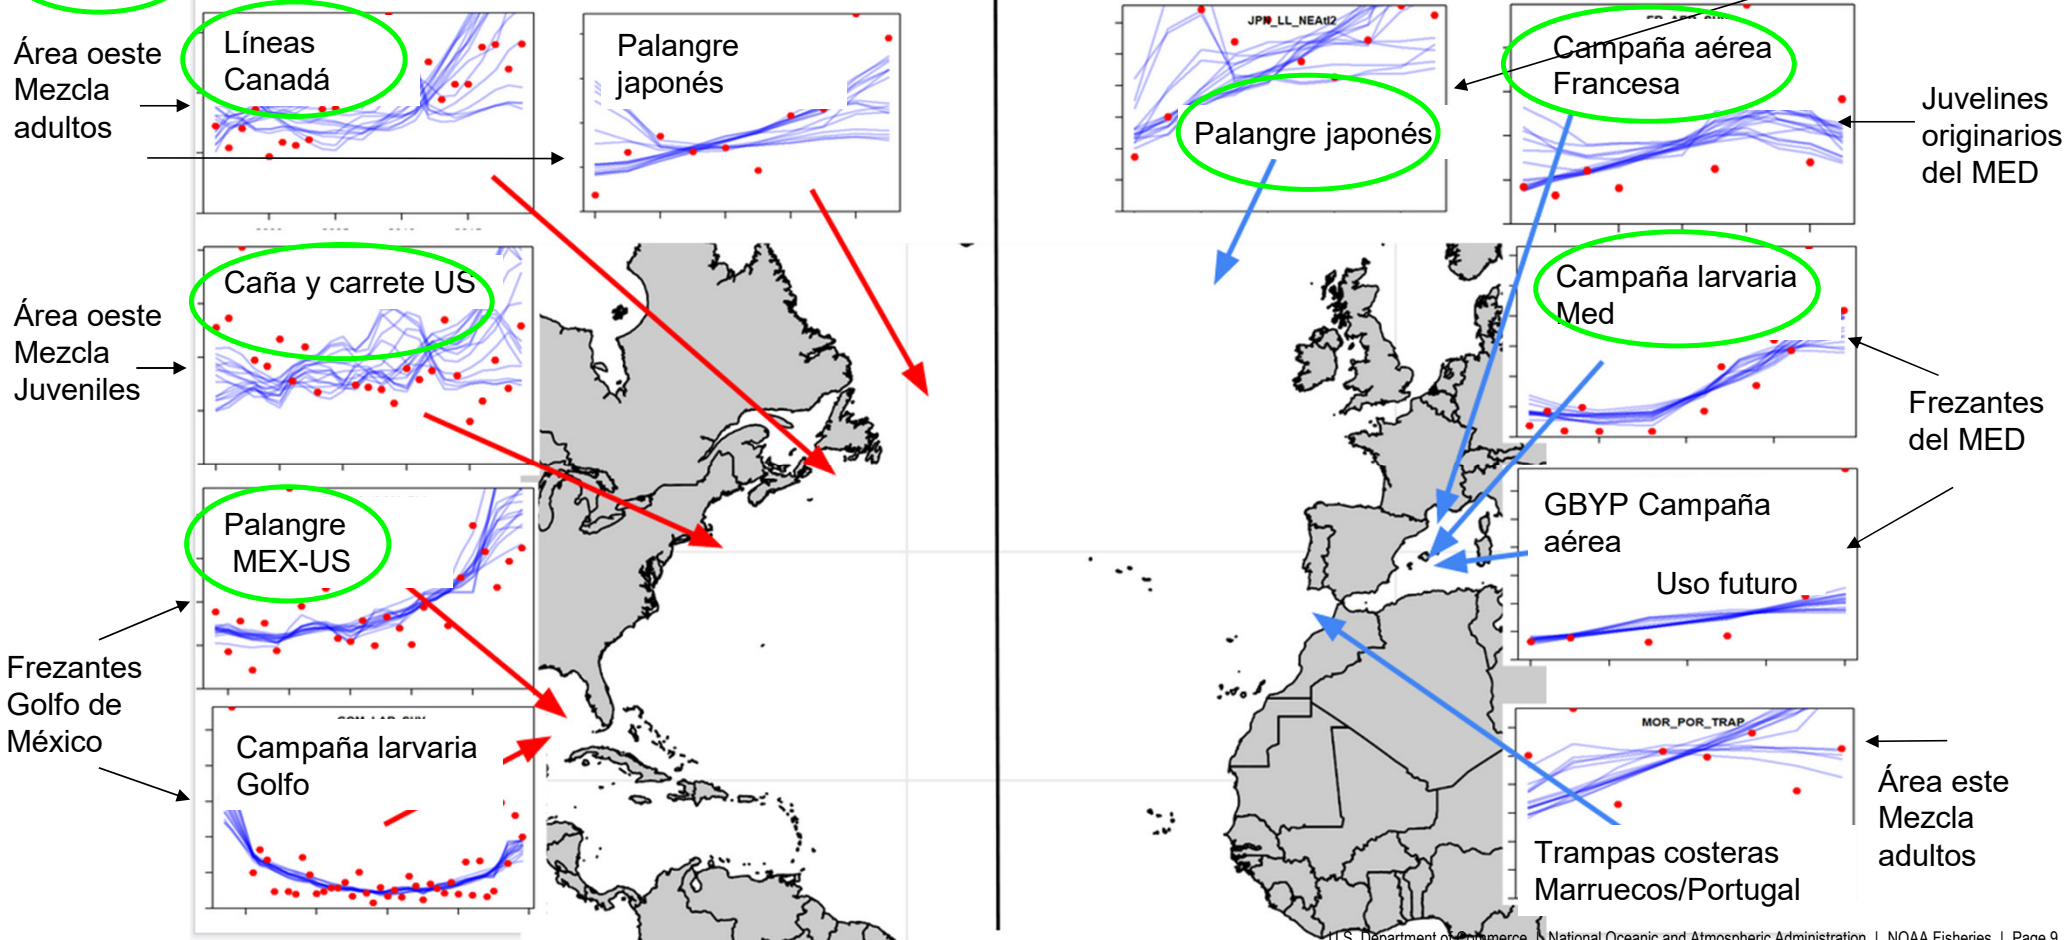 Área oeste
Mezcla
adultos
Líneas
Canadá
Palangre
japonés
JPN_LL_NEAtl2
Palangre japonés
Campaña aérea
Francesa
Juvelines
originarios
del MED
Área oeste
Mezcla
Juveniles
Caña y carrete US
Campaña larvaria
Med
Frezantes
del MED
Palangre
MEX-US
GBYP Campaña
aérea
Uso futuro
Frezantes
Golfo de
México
Campaña larvaria
Golfo
MOR_POR_TRAP
Área este
Mezcla
adultos
Trampas costeras
Marruecos/Portugal
U.S. Department of Commerce | National Oceanic and Atmospheric Administration | NOAA Fisheries | Page 9